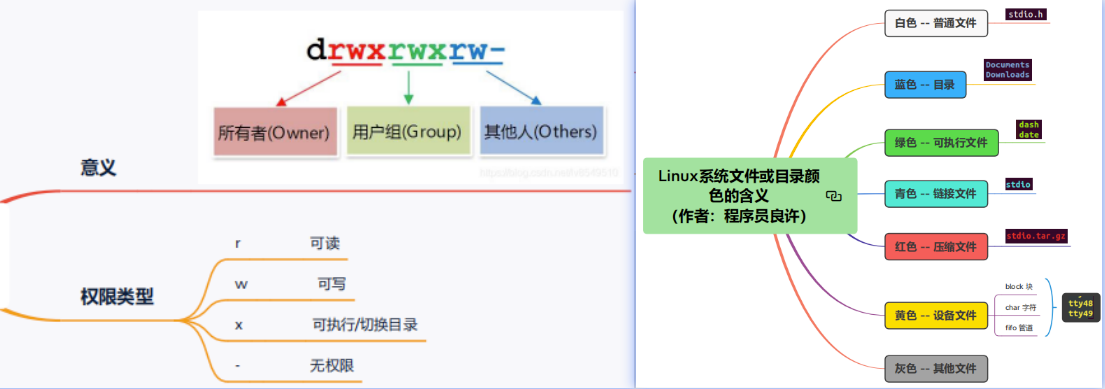 drwxrwxrw-
所有者(Owner)
用户组(Group)
其他人(Others)
意义
权限类型
r 可读
w 可写
x 可执行/切换目录
- 无权限
Linux系统文件或目录颜
色的含义
(作者：程序员良许)
白色 -- 普通文件
stdio.h
蓝色 -- 目录
Documents
Downloads
绿色 -- 可执行文件
dash
date
青色 -- 链接文件
stdio
红色 -- 压缩文件
stdio.tar.gz
黄色 -- 设备文件
block 块
char 字符
fifo 管道
tty48
tty49
灰色 -- 其他文件